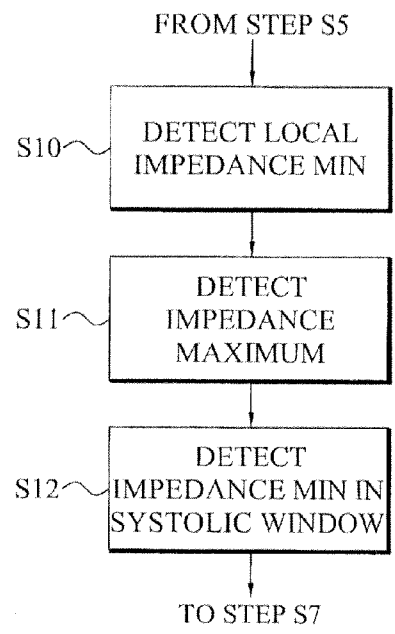 FROM STEP S5
S10
DETECT LOCAL
IMPEDANCE MIN
S11
DETECT
IMPEDANCE
MAXIMUM
S12
DETECT
IMPEDANCE MIN IN
SYSTOLIC WINDOW
TO STEP S7